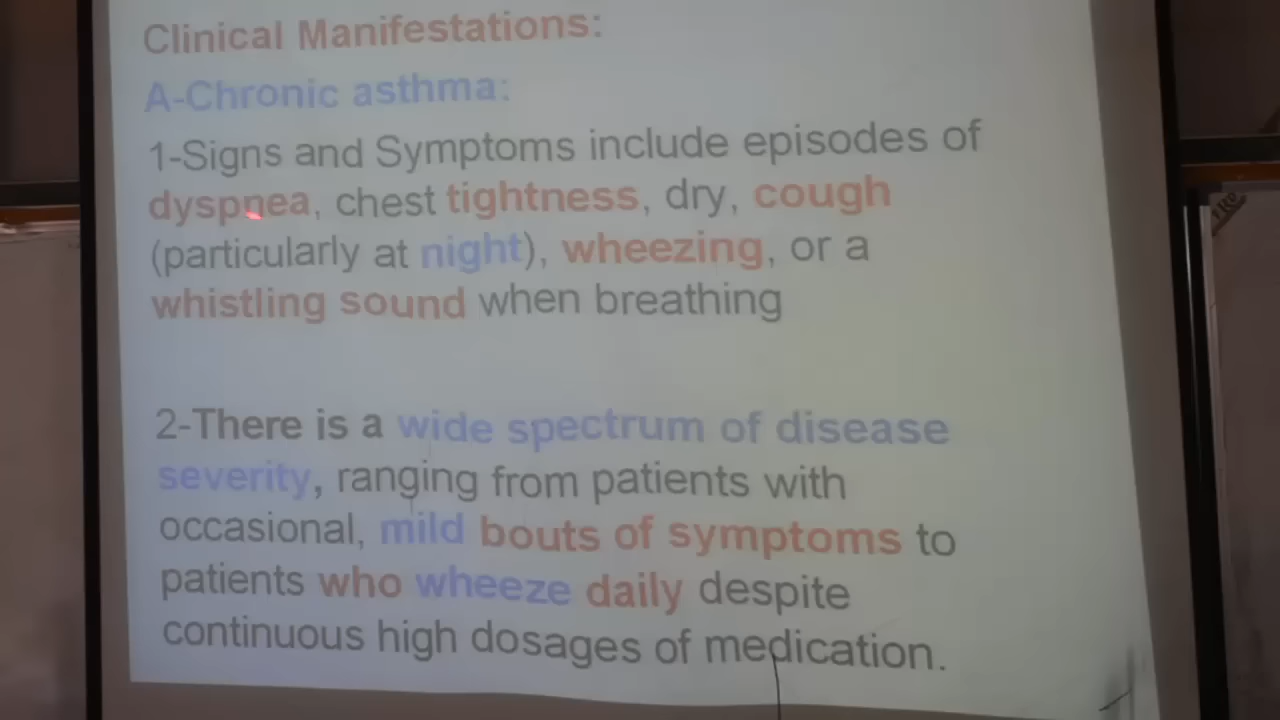 Clinical Manifestations:
A-Chronic asthma:
1-Signs and Symptoms include episodes of
dyspnea, chest tightness, dry, cough
(particularly at night), wheezing, or a
whistling sound when breathing
2-There is a wide spectrum of disease
severity, ranging from patients with
occasional, mild bouts of symptoms to
patients who wheeze daily despite
continuous high dosages of medication.